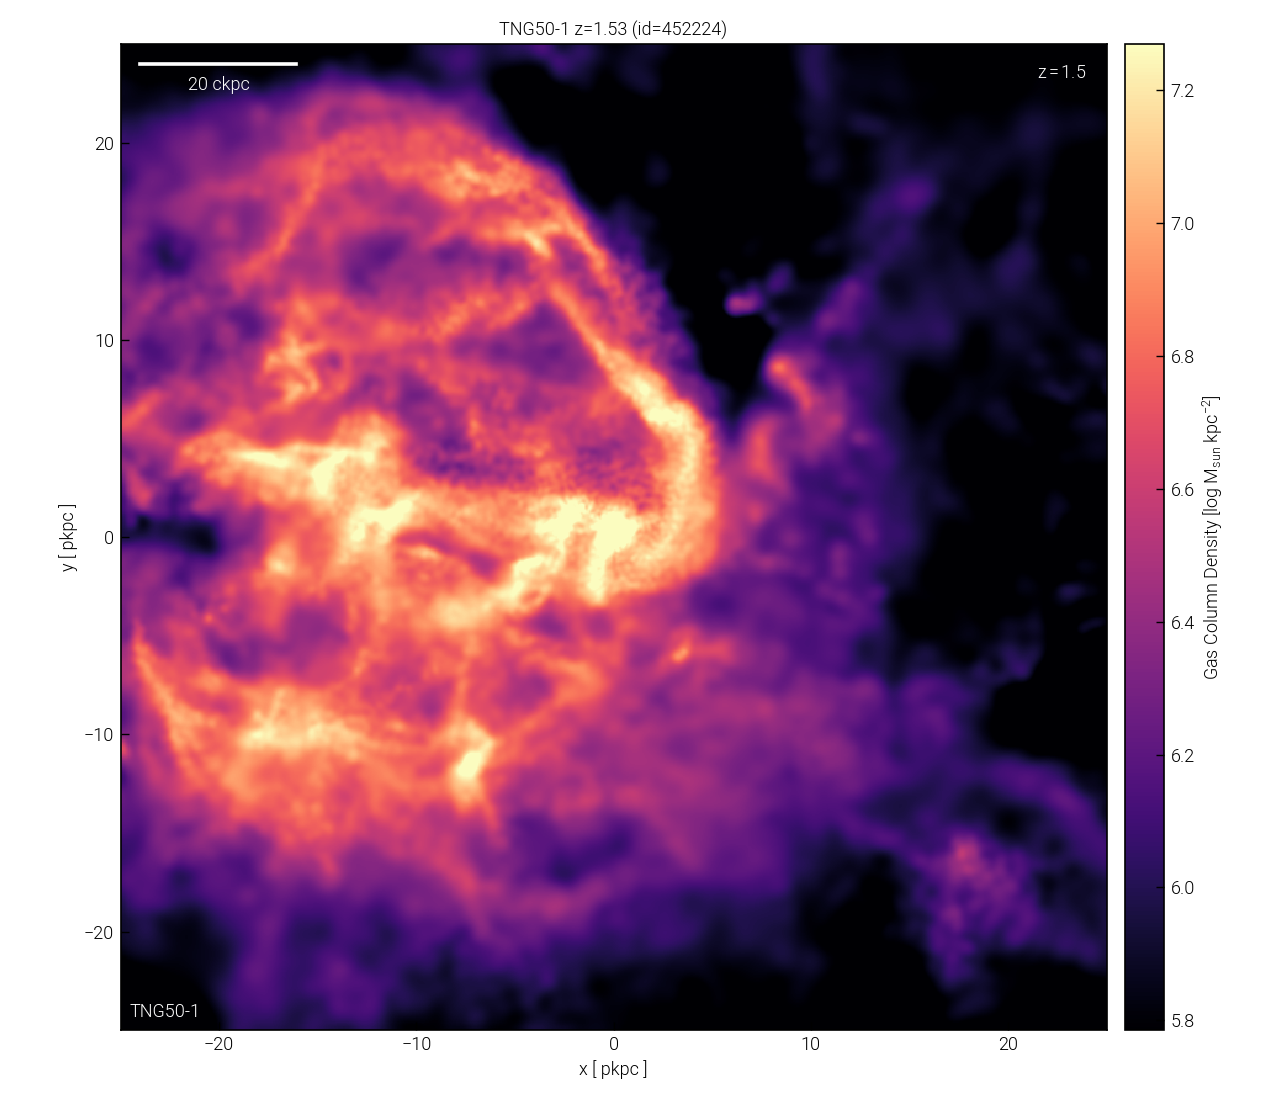 TNG50-1 z=1.53 (id=452224)
20 ckpc
z = 1.5
TNG50-1
20
10
0
−10
−20
y [ pkpc ]
−20
−10
0
10
20
x [ pkpc ]
7.2
7.0
6.8
6.6
6.4
6.2
6.0
5.8
Gas Column Density [log M_sun kpc⁻²]